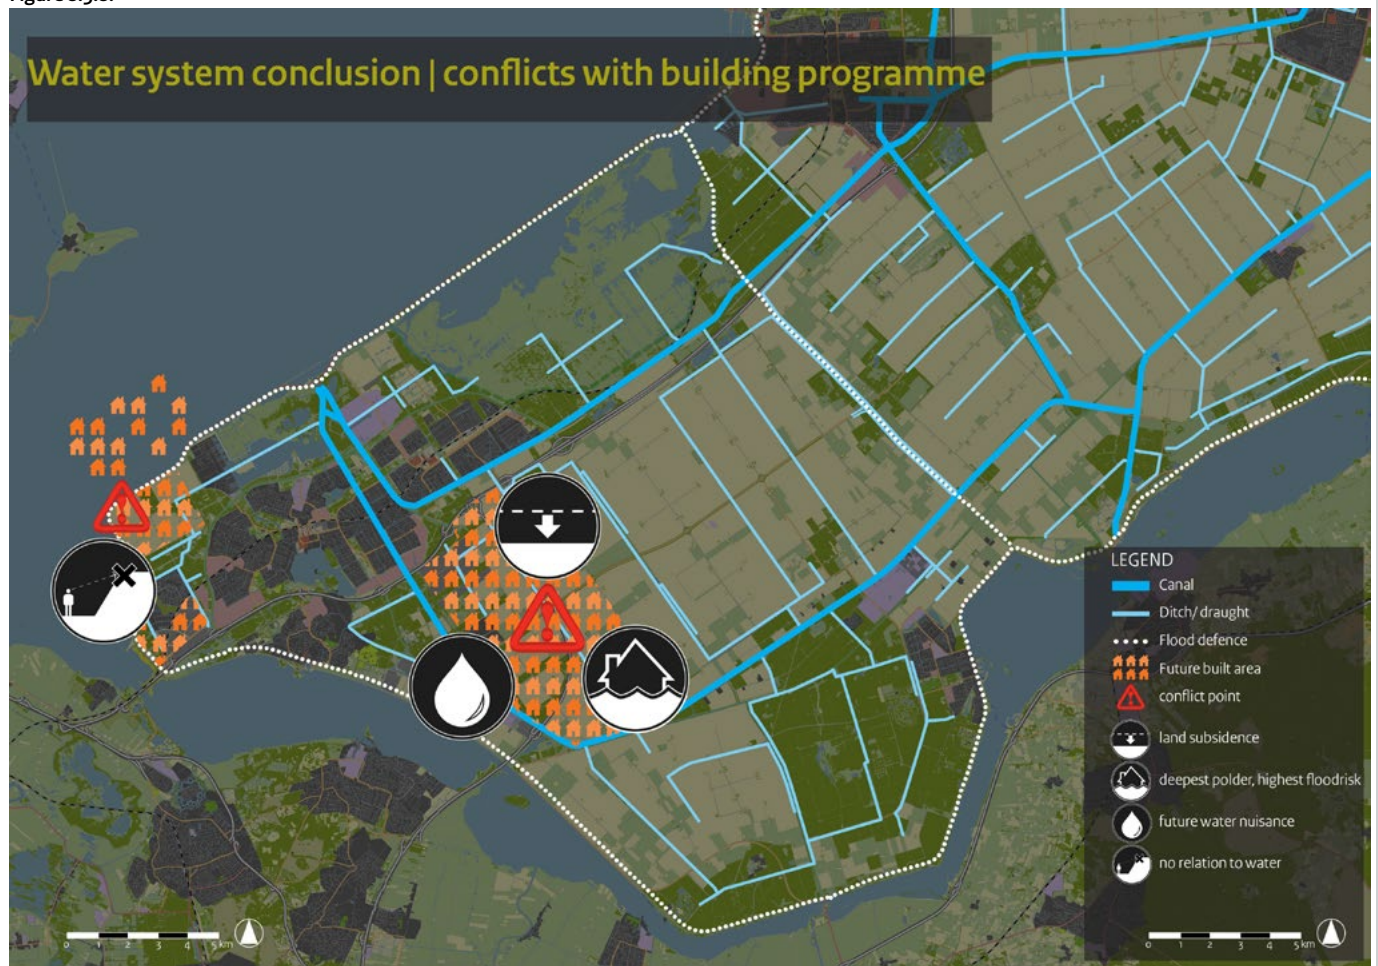 Water system conclusion | conflicts with building programme
LEGEND
Canal
Ditch/ draught
Flood defence
Future built area
conflict point
land subsidence
deepest polder, highest floodrisk
future water nuisance
no relation to water
0 1 2 3 4 5 km
0 1 2 3 4 5 km